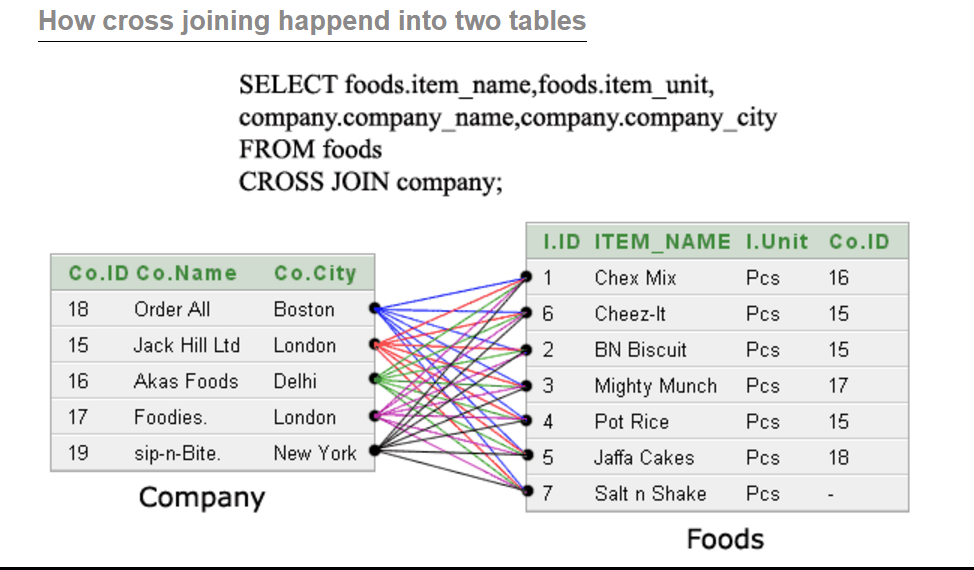 How cross joining happend into two tables
SELECT foods.item_name,foods.item_unit,
company.company_name,company.company_city
FROM foods
CROSS JOIN company;
Co.ID Co.Name Co.City
18 Order All Boston
15 Jack Hill Ltd London
16 Akas Foods Delhi
17 Foodies. London
19 sip-n-Bite. New York
Company
I.ID ITEM_NAME I.Unit Co.ID
1 Chex Mix Pcs 16
6 Cheez-It Pcs 15
2 BN Biscuit Pcs 15
3 Mighty Munch Pcs 17
4 Pot Rice Pcs 15
5 Jaffa Cakes Pcs 18
7 Salt n Shake Pcs -
Foods